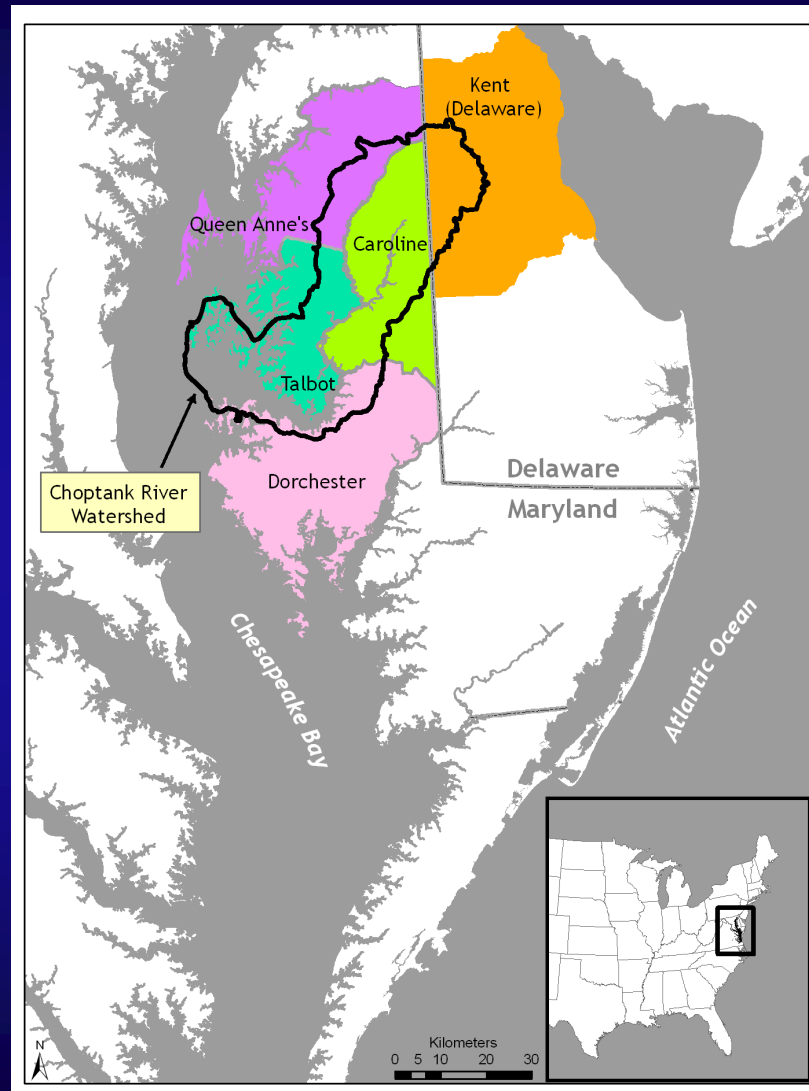 Kent
(Delaware)
Queen Anne's
Caroline
Talbot
Choptank River
Watershed
Dorchester
Delaware
Maryland
Chesapeake Bay
Atlantic Ocean
N
Kilometers
0 5 10 20 30